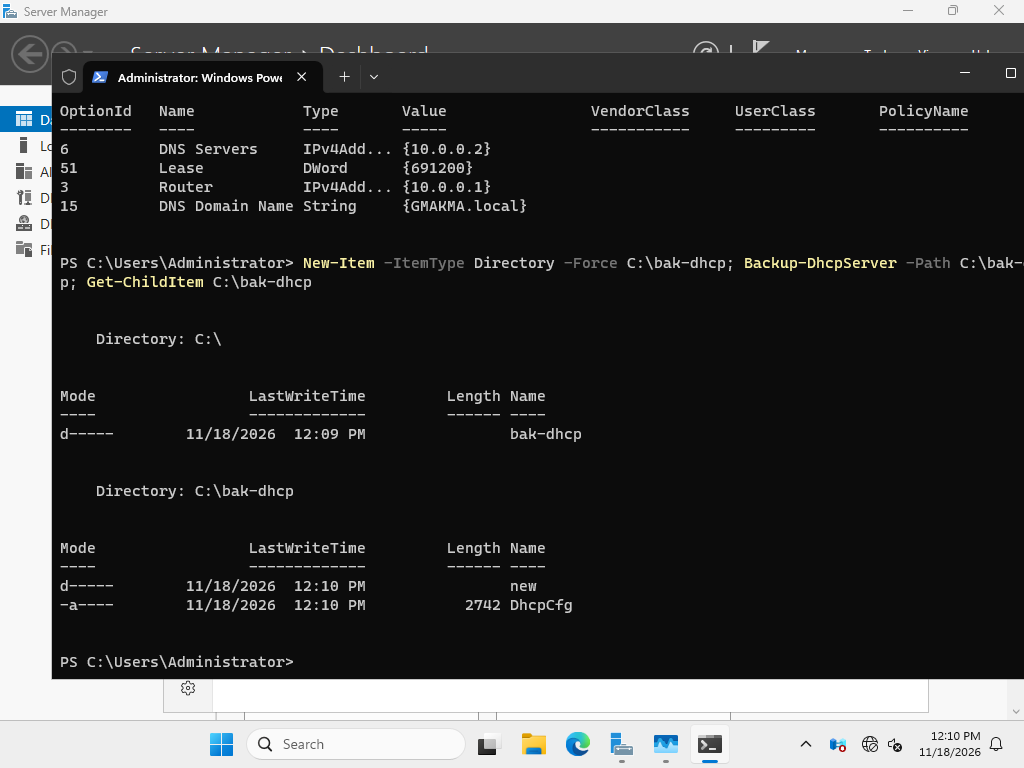 Server Manager
Administrator: Windows Powe
OptionId Name Type Value VendorClass UserClass PolicyName
-------- ---- ---- ----- ----------- --------- ----------
6 DNS Servers IPv4Add... {10.0.0.2}
51 Lease DWord {691200}
3 Router IPv4Add... {10.0.0.1}
15 DNS Domain Name String {GMAKMA.local}
PS C:\Users\Administrator> New-Item -ItemType Directory -Force C:\bak-dhcp; Backup-DhcpServer -Path C:\bak-
p; Get-ChildItem C:\bak-dhcp
Directory: C:\
Mode LastWriteTime Length Name
---- ------------- ------ ----
d----- 11/18/2026 12:09 PM bak-dhcp
Directory: C:\bak-dhcp
Mode LastWriteTime Length Name
---- ------------- ------ ----
d----- 11/18/2026 12:10 PM new
-a---- 11/18/2026 12:10 PM 2742 DhcpCfg
PS C:\Users\Administrator>
Search
12:10 PM
11/18/2026